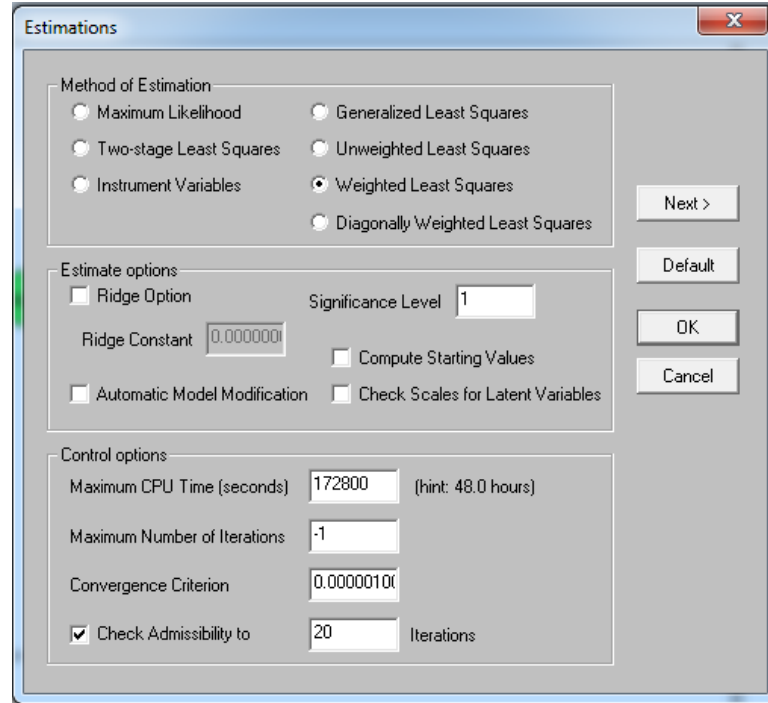 Estimations
X
Method of Estimation
Maximum Likelihood
Generalized Least Squares
Two-stage Least Squares
Unweighted Least Squares
Instrument Variables
Weighted Least Squares
Diagonally Weighted Least Squares
Next >
Default
OK
Cancel
Estimate options
Ridge Option
Significance Level 1
Ridge Constant 0.0000000
Compute Starting Values
Automatic Model Modification
Check Scales for Latent Variables
Control options
Maximum CPU Time (seconds) 172800 (hint: 48.0 hours)
Maximum Number of Iterations -1
Convergence Criterion 0.00000100
Check Admissibility to 20 Iterations